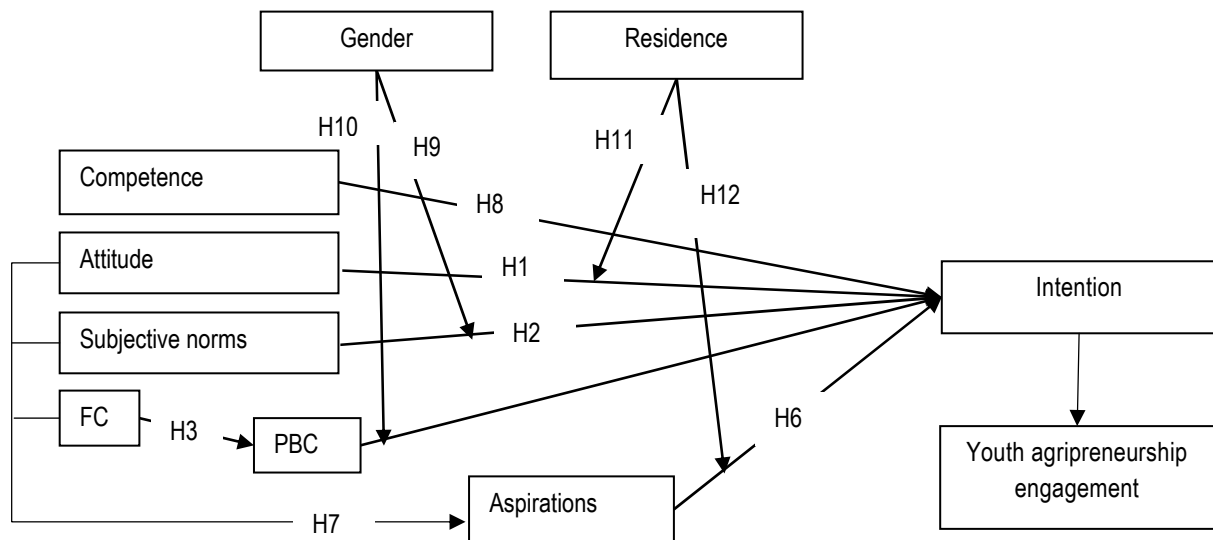 Gender
Residence
H10
H9
H11
Competence
H8
H12
Attitude
H1
Intention
Subjective norms
H2
FC
H3
PBC
H6
Youth agripreneurship
engagement
Aspirations
H7